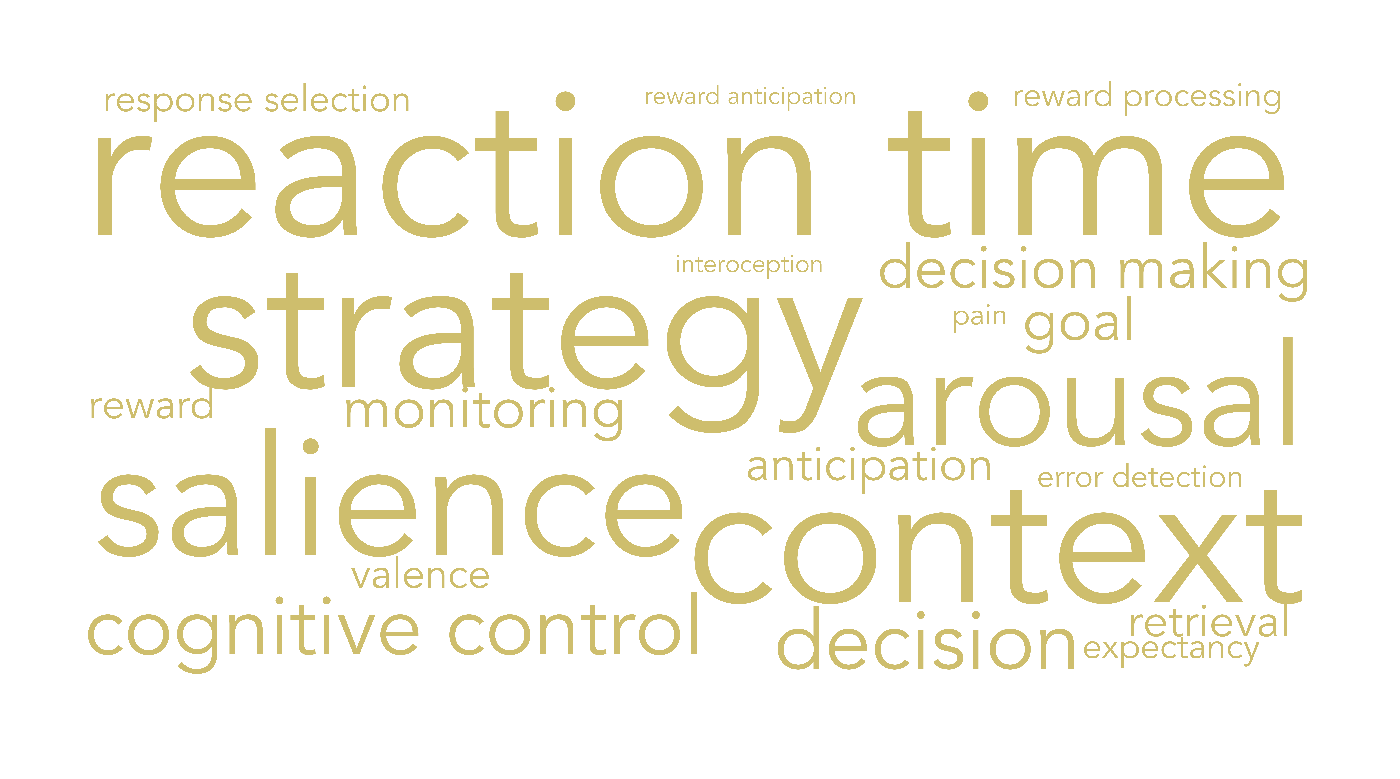 response selection
reward anticipation
reward processing
reaction time
interoception
decision making
strategy
pain
goal
reward
monitoring
arousal
anticipation
error detection
salience
context
valence
cognitive control
decision
retrieval
expectancy